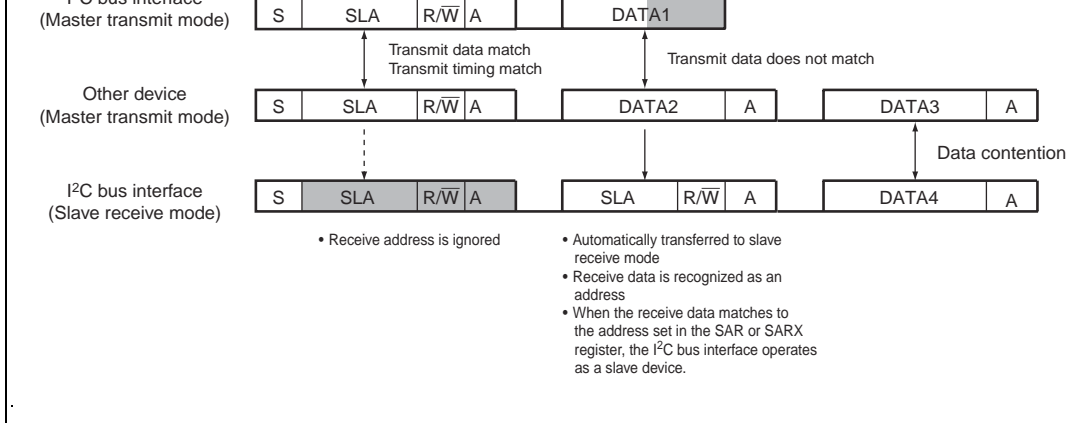 (Master transmit mode)
S SLA R/W̅ A DATA1
Transmit data match
Transmit timing match
Transmit data does not match
Other device
(Master transmit mode)
S SLA R/W̅ A DATA2 A DATA3 A
Data contention
I²C bus interface
(Slave receive mode)
S SLA R/W̅ A SLA R/W̅ A DATA4 A
• Receive address is ignored
• Automatically transferred to slave
receive mode
• Receive data is recognized as an
address
• When the receive data matches to
the address set in the SAR or SARX
register, the I²C bus interface operates
as a slave device.
.